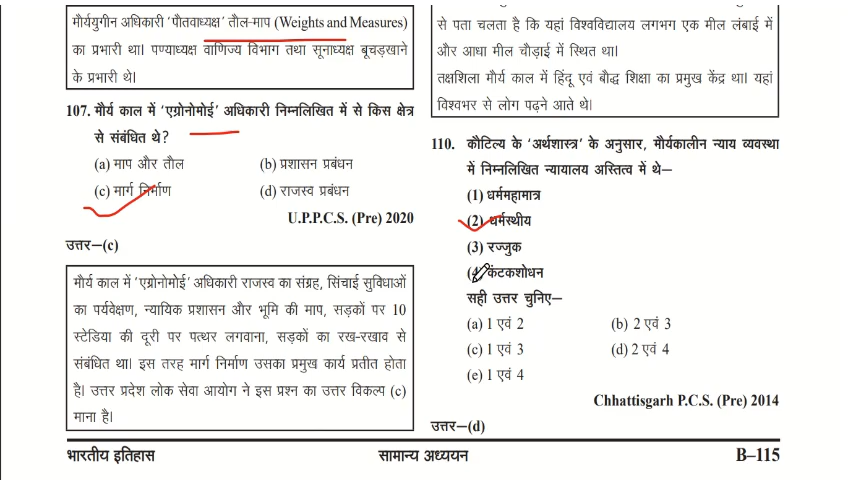 मौर्ययुगीन अधिकारी 'पौतवाध्यक्ष' तौल-माप (Weights and Measures)
का प्रभारी था। पण्याध्यक्ष वाणिज्य विभाग तथा सूनाध्यक्ष बूचड़खाने
के प्रभारी थे।
107. मौर्य काल में 'एग्रोनोमोई' अधिकारी निम्नलिखित में से किस क्षेत्र
से संबंधित थे?
(a) माप और तौल (b) प्रशासन प्रबंधन
(c) मार्ग निर्माण (d) राजस्व प्रबंधन
U.P.P.C.S. (Pre) 2020
उत्तर–(c)
मौर्य काल में 'एग्रोनोमोई' अधिकारी राजस्व का संग्रह, सिंचाई सुविधाओं
का पर्यवेक्षण, न्यायिक प्रशासन और भूमि की माप, सड़कों पर 10
स्टेडिया की दूरी पर पत्थर लगवाना, सड़कों का रख-रखाव से
संबंधित था। इस तरह मार्ग निर्माण उसका प्रमुख कार्य प्रतीत होता
है। उत्तर प्रदेश लोक सेवा आयोग ने इस प्रश्न का उत्तर विकल्प (c)
माना है।
से पता चलता है कि यहां विश्वविद्यालय लगभग एक मील लंबाई में
और आधा मील चौड़ाई में स्थित था।
तक्षशिला मौर्य काल में हिंदू एवं बौद्ध शिक्षा का प्रमुख केंद्र था। यहां
विश्वभर से लोग पढ़ने आते थे।
110. कौटिल्य के 'अर्थशास्त्र' के अनुसार, मौर्यकालीन न्याय व्यवस्था
में निम्नलिखित न्यायालय अस्तित्व में थे–
(1) धर्ममहामात्र
(2) धर्मस्थीय
(3) रज्जुक
(4) कंटकशोधन
सही उत्तर चुनिए–
(a) 1 एवं 2 (b) 2 एवं 3
(c) 1 एवं 3 (d) 2 एवं 4
(e) 1 एवं 4
Chhattisgarh P.C.S. (Pre) 2014
उत्तर–(d)
भारतीय इतिहास सामान्य अध्ययन B–115